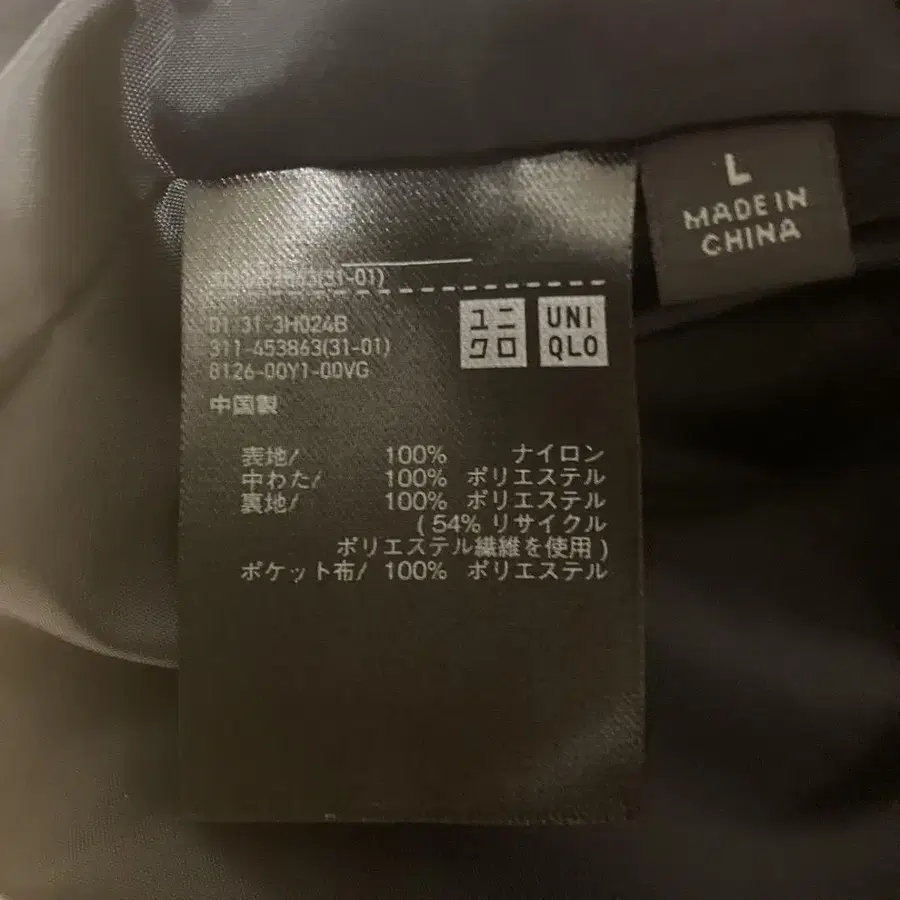 L
MADE IN
CHINA
311-453863(31-01)
01 31-3H024B
311-453863(31-01)
8126-00Y1-00VG
中国製
ユニ
クロ
UNI
QLO
表地/ 100% ナイロン
中わた/ 100% ポリエステル
裏地/ 100% ポリエステル
(54% リサイクル
ポリエステル繊維を使用)
ポケット布/ 100% ポリエステル